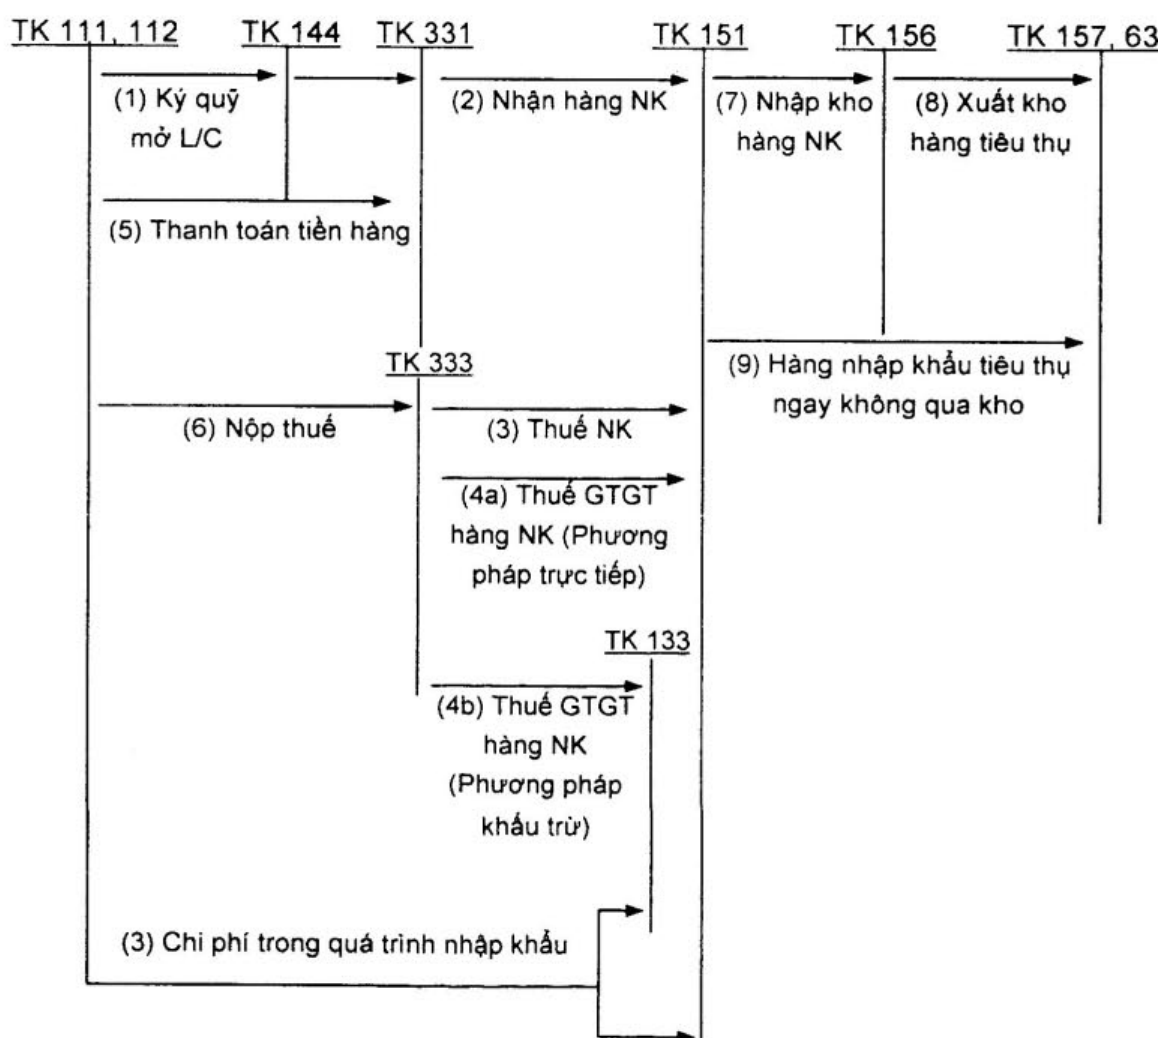 TK 111, 112 TK 144 TK 331 TK 151 TK 156 TK 157, 63
(1) Ký quỹ
mở L/C
(2) Nhận hàng NK
(7) Nhập kho
hàng NK
(8) Xuất kho
hàng tiêu thụ
(5) Thanh toán tiền hàng
TK 333
(9) Hàng nhập khẩu tiêu thụ
ngay không qua kho
(6) Nộp thuế
(3) Thuế NK
(4a) Thuế GTGT
hàng NK (Phương
pháp trực tiếp)
TK 133
(4b) Thuế GTGT
hàng NK
(Phương pháp
khấu trừ)
(3) Chi phí trong quá trình nhập khẩu